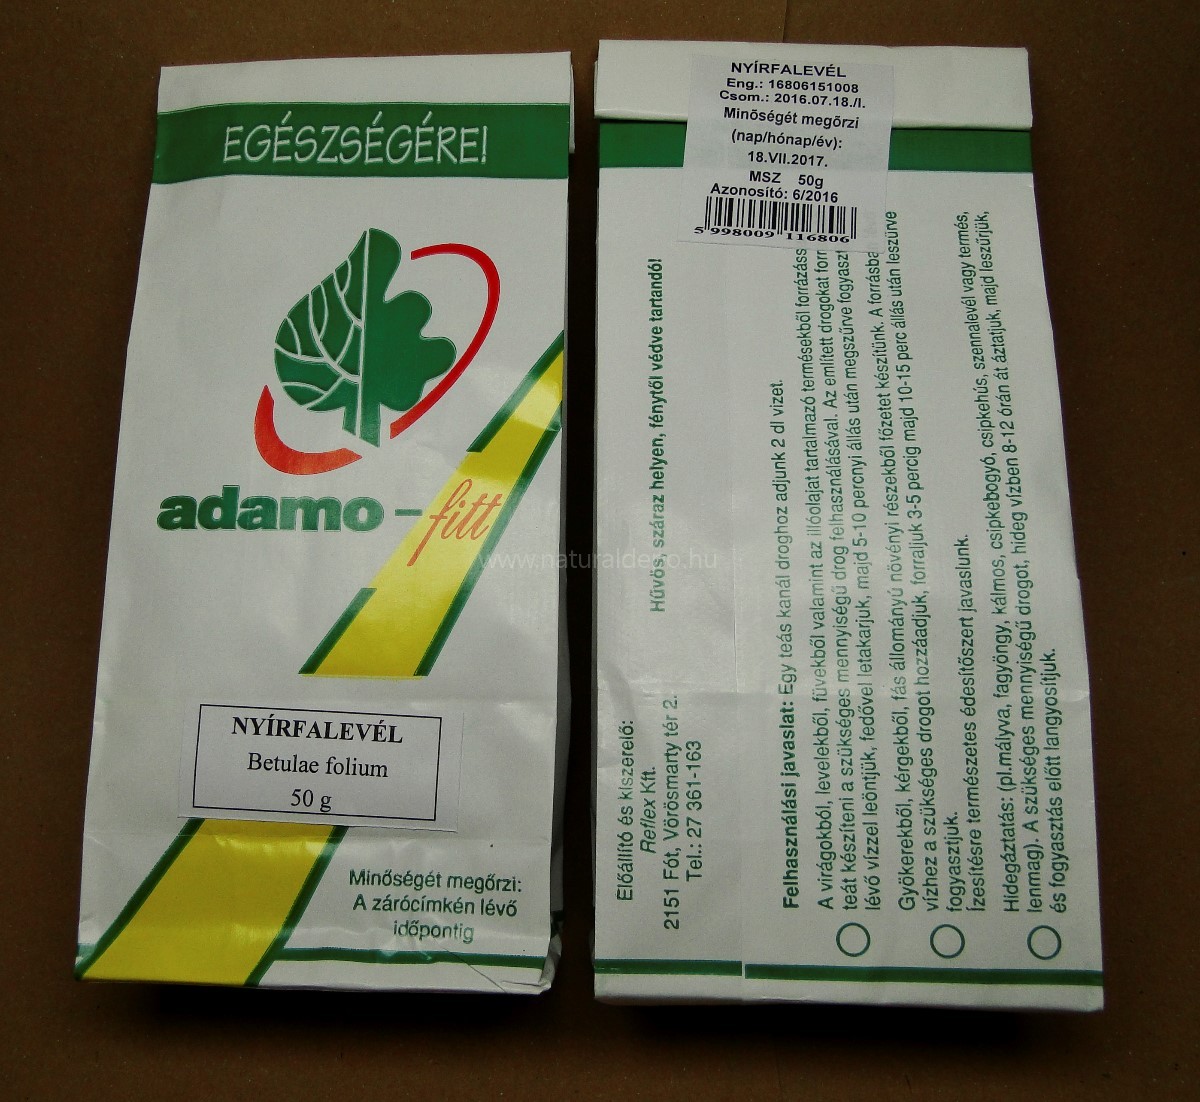 EGÉSZSÉGÉRE!
adamo – fitt
NYÍRFALEVÉL
Betulae folium
50 g
Minőségét megőrzi:
A zárócímkén lévő
időpontig
NYÍRFALEVÉL
Eng.: 16806151008
Csom.: 2016.07.18./I.
Minőségét megőrzi
(nap/hónap/év):
18.VII.2017.
MSZ 50g
Azonosító: 6/2016
5 998009 116806
Előállító és kiszerelő:
Reflex Kft.
2151 Fót, Vörösmarty tér 2.
Tel.: 27 361-163
Hűvös, száraz helyen, fénytől védve tartandó!
Felhasználási javaslat: Egy teás kanál droghoz adjunk 2 dl vizet.
A virágokból, levelekből, füvekből valamint az illóolajat tartalmazó termésekből
teát készíteni a szükséges mennyiségű drog felhasználásával. Az említett drogokat
lévő vízzel leöntjük, fedővel letakarjuk, majd 5-10 percnyi állás után megszűrve
Gyökerekből, kérgekből, fás állományú növényi részekből főzetet készítünk. A
vízhez a szükséges drogot hozzáadjuk, forraljuk 3-5 percig majd 10-15 perc állás után leszűrve
fogyasztjuk.
Ízesítésre természetes édesítőszert javaslunk.
Hidegáztatás: (pl.mályva, fagyöngy, kálmos, csipkebogyó, csipkehús, szennalevél vagy termés,
lenmag). A szükséges mennyiségű drogot, hideg vízben 8-12 órán át áztatjuk, majd leszűrjük,
és fogyasztás előtt langyosítjuk.
www.naturaldepo.hu